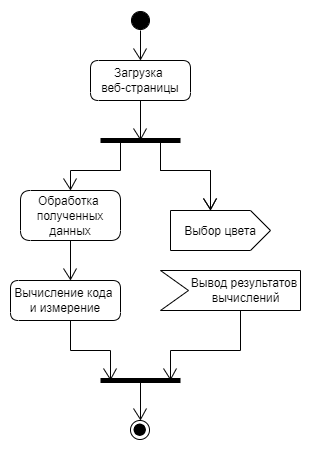 Загрузка
веб-страницы
Обработка
полученных
данных
Выбор цвета
Вычисление кода
и измерение
Вывод результатов
вычислений